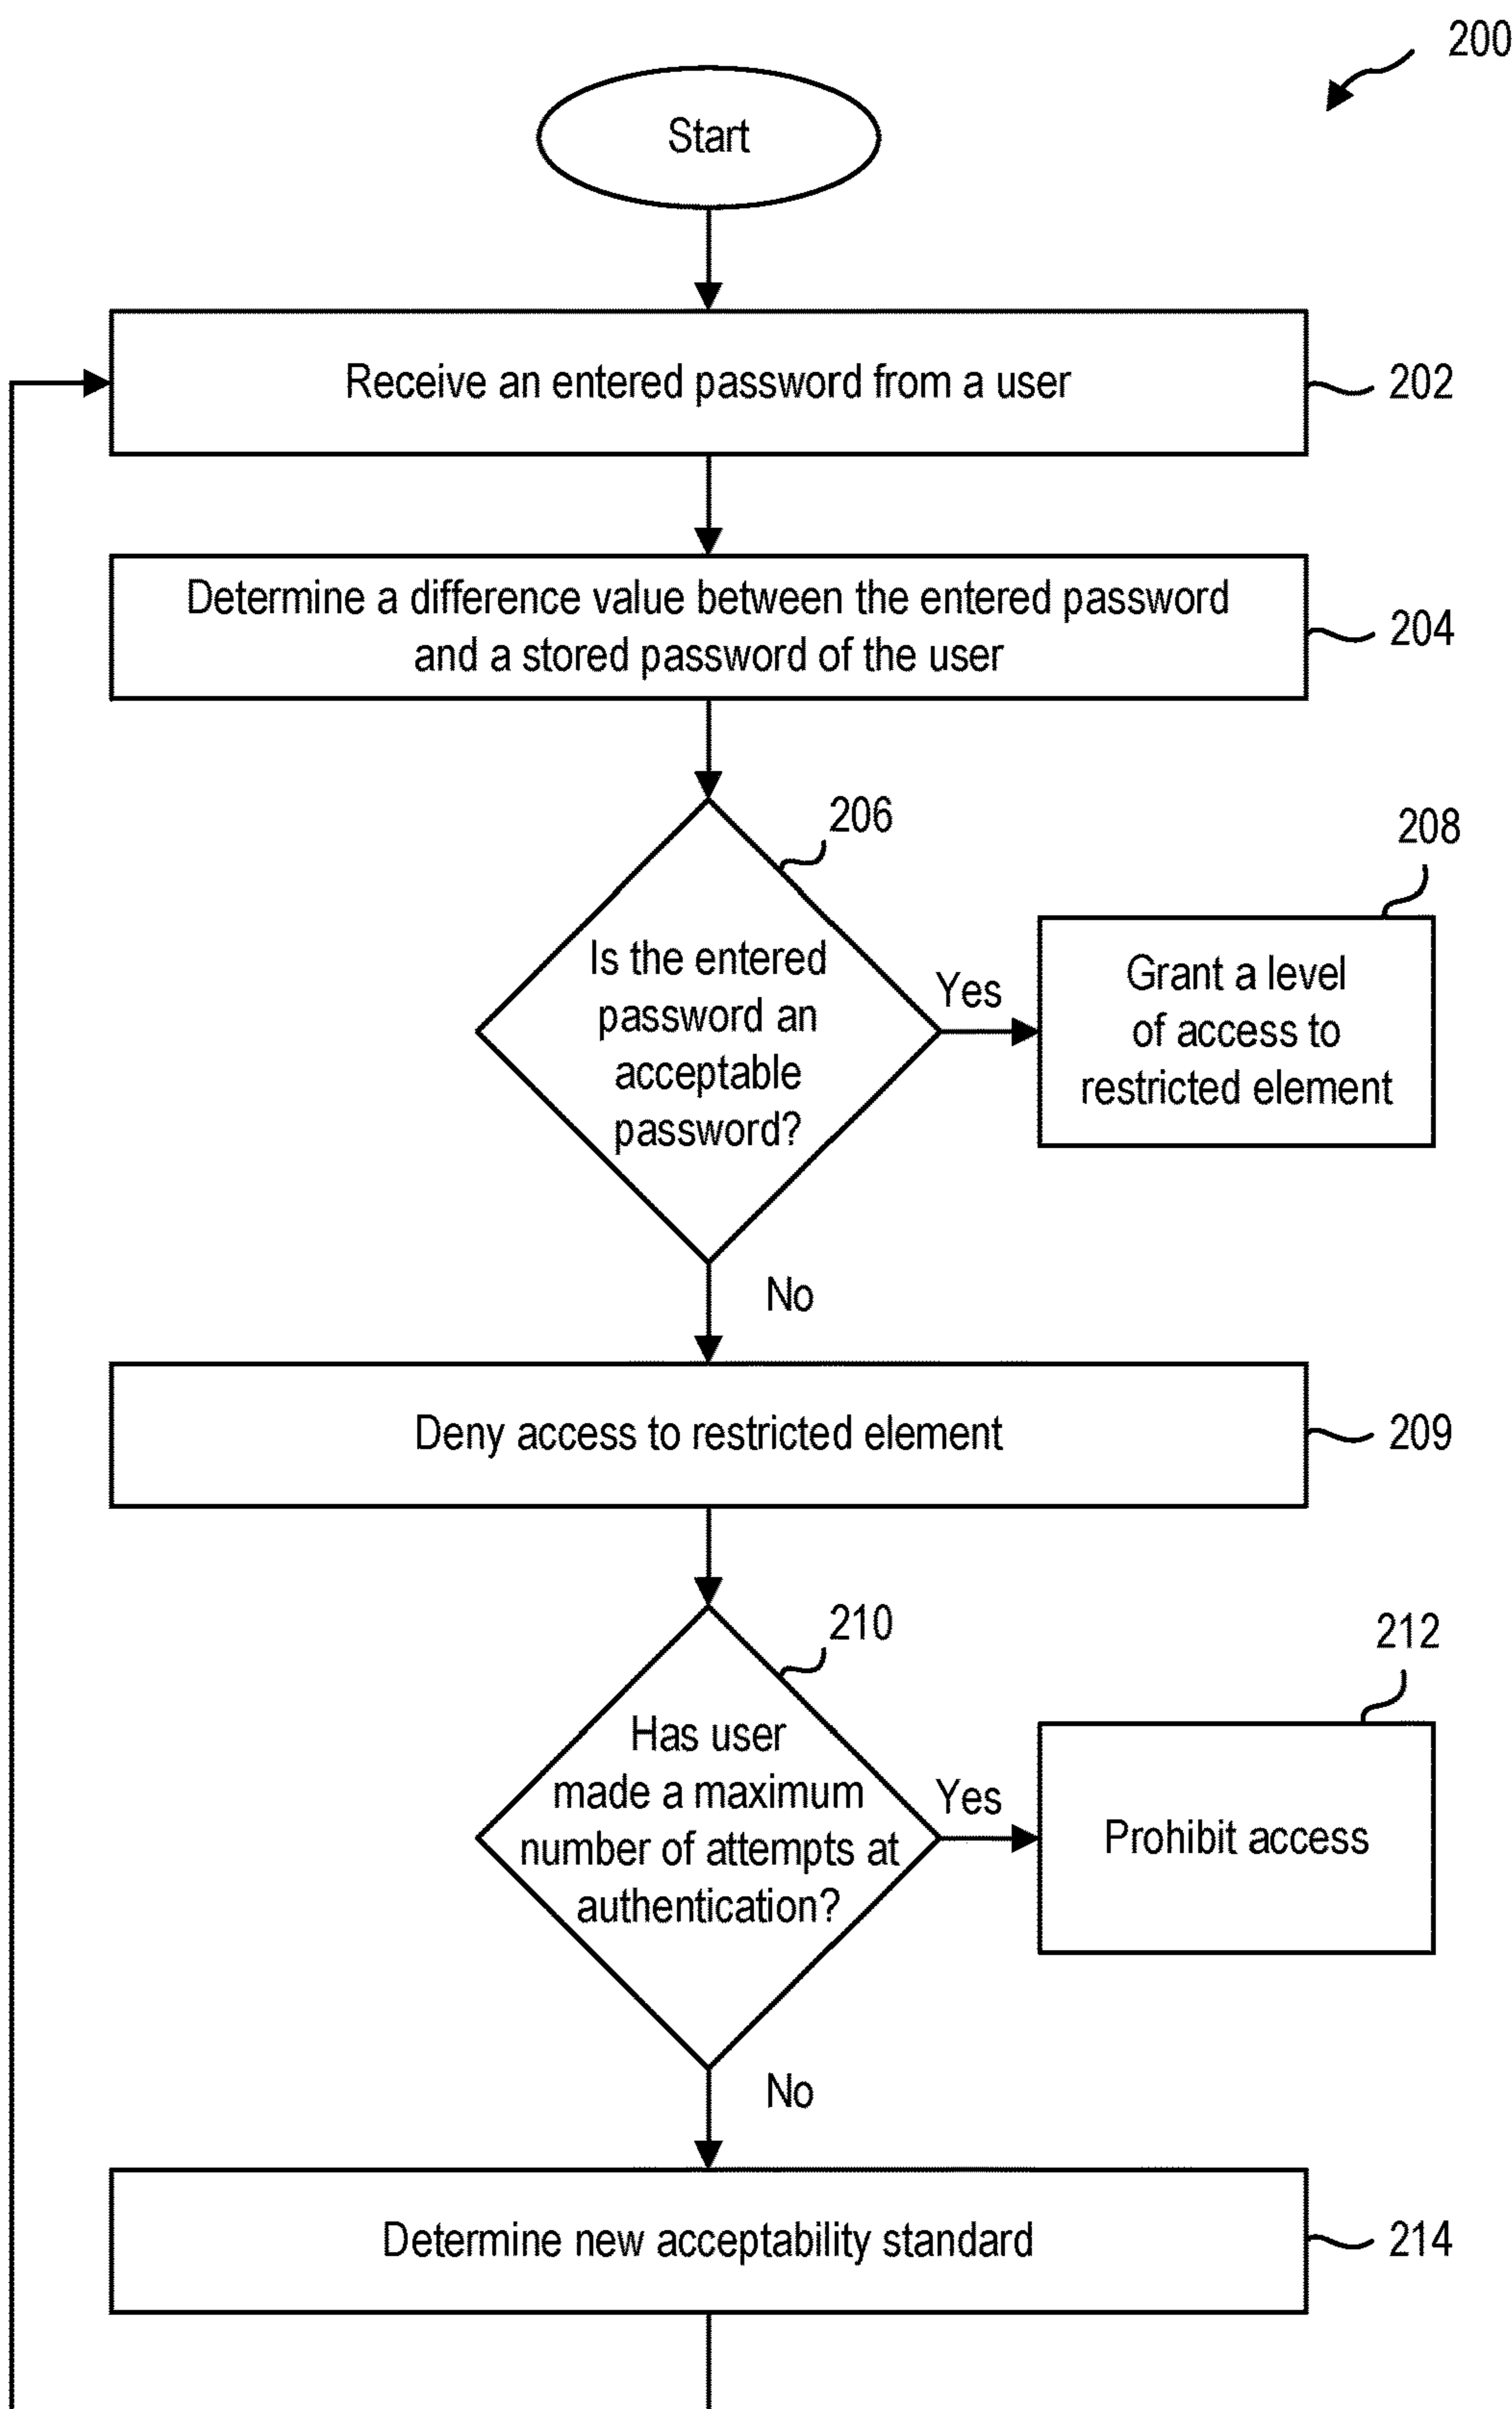 200
Start
Receive an entered password from a user
202
Determine a difference value between the entered password
and a stored password of the user
204
206
Is the entered
password an
acceptable
password?
Yes
208
Grant a level
of access to
restricted element
No
Deny access to restricted element
209
210
Has user
made a maximum
number of attempts at
authentication?
Yes
212
Prohibit access
No
Determine new acceptability standard
214